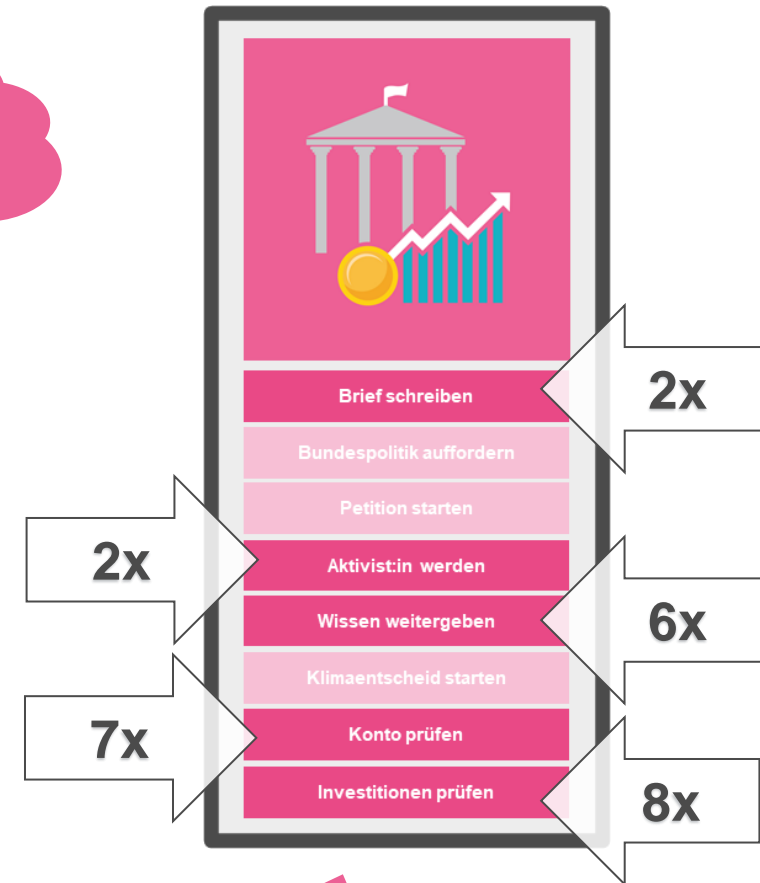 Brief schreiben
2x
Bundespolitik auffordern
Petition starten
2x
Aktivist:in werden
Wissen weitergeben
6x
Klimaentscheid starten
7x
Konto prüfen
Investitionen prüfen
8x